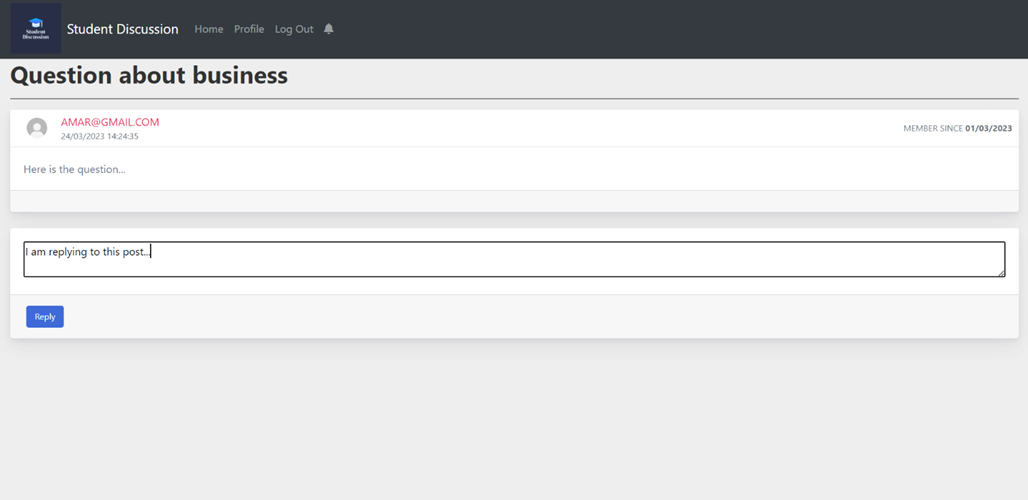 Student
Discussion
Student Discussion Home Profile Log Out
Question about business
AMAR@GMAIL.COM
24/03/2023 14:24:35
MEMBER SINCE 01/03/2023
Here is the question...
I am replying to this post...
Reply